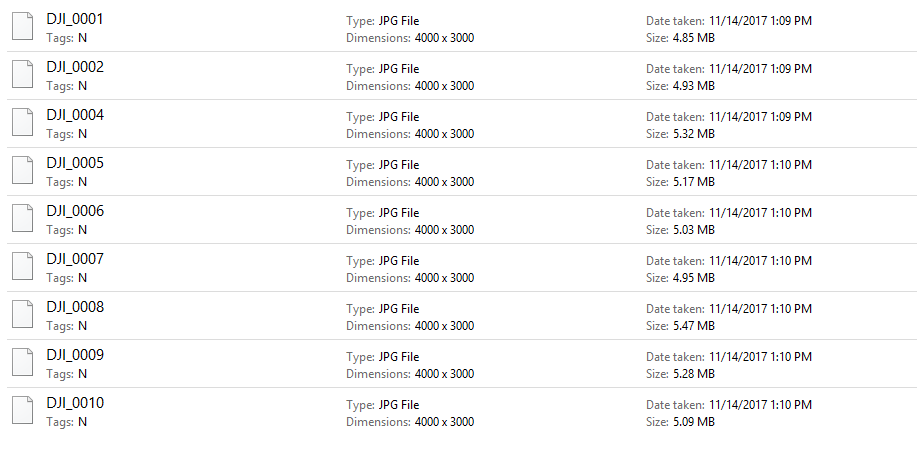 DJI_0001 Type: JPG File Date taken: 11/14/2017 1:09 PM
Tags: N Dimensions: 4000 x 3000 Size: 4.85 MB
DJI_0002 Type: JPG File Date taken: 11/14/2017 1:09 PM
Tags: N Dimensions: 4000 x 3000 Size: 4.93 MB
DJI_0004 Type: JPG File Date taken: 11/14/2017 1:09 PM
Tags: N Dimensions: 4000 x 3000 Size: 5.32 MB
DJI_0005 Type: JPG File Date taken: 11/14/2017 1:10 PM
Tags: N Dimensions: 4000 x 3000 Size: 5.17 MB
DJI_0006 Type: JPG File Date taken: 11/14/2017 1:10 PM
Tags: N Dimensions: 4000 x 3000 Size: 5.03 MB
DJI_0007 Type: JPG File Date taken: 11/14/2017 1:10 PM
Tags: N Dimensions: 4000 x 3000 Size: 4.95 MB
DJI_0008 Type: JPG File Date taken: 11/14/2017 1:10 PM
Tags: N Dimensions: 4000 x 3000 Size: 5.47 MB
DJI_0009 Type: JPG File Date taken: 11/14/2017 1:10 PM
Tags: N Dimensions: 4000 x 3000 Size: 5.28 MB
DJI_0010 Type: JPG File Date taken: 11/14/2017 1:10 PM
Tags: N Dimensions: 4000 x 3000 Size: 5.09 MB